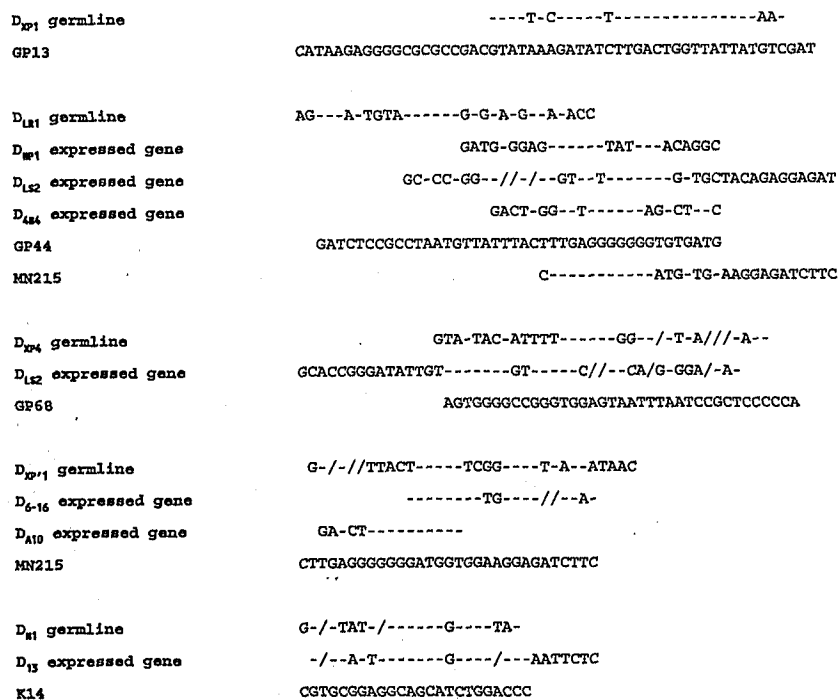 D_XP1 germline ----T-C-----T---------------AA-
GP13 CATAAGAGGGGCGCGCCGACGTATAAAGATATCTTGACTGGTTATTATGTCGAT
D_LR1 germline AG---A-TGTA------G-G-A-G--A-ACC
D_HP1 expressed gene GATG-GGAG------TAT---ACAGGC
D_LS2 expressed gene GC-CC-GG--//-/--GT--T-------G-TGCTACAGAGGAGAT
D_4B4 expressed gene GACT-GG--T------AG-CT--C
GP44 GATCTCCGCCTAATGTTATTTACTTTGAGGGGGGGTGTGATG
MN215 C-----------ATG-TG-AAGGAGATCTTC
D_XP4 germline GTA-TAC-ATTTT------GG--/-T-A///-A--
D_LS2 expressed gene GCACCGGGATATTGT-------GT-----C//--CA/G-GGA/-A-
GP68 AGTGGGGCCGGGTGGAGTAATTTAATCCGCTCCCCCA
D_XP'1 germline G-/-//TTACT-----TCGG----T-A--ATAAC
D_6-16 expressed gene --------TG----//--A-
D_A10 expressed gene GA-CT----------
MN215 CTTGAGGGGGGGATGGTGGAAGGAGATCTTC
D_N1 germline G-/-TAT-/------G----TA-
D_13 expressed gene -/--A-T-------G----/---AATTCTC
K14 CGTGCGGAGGCAGCATCTGGACCC